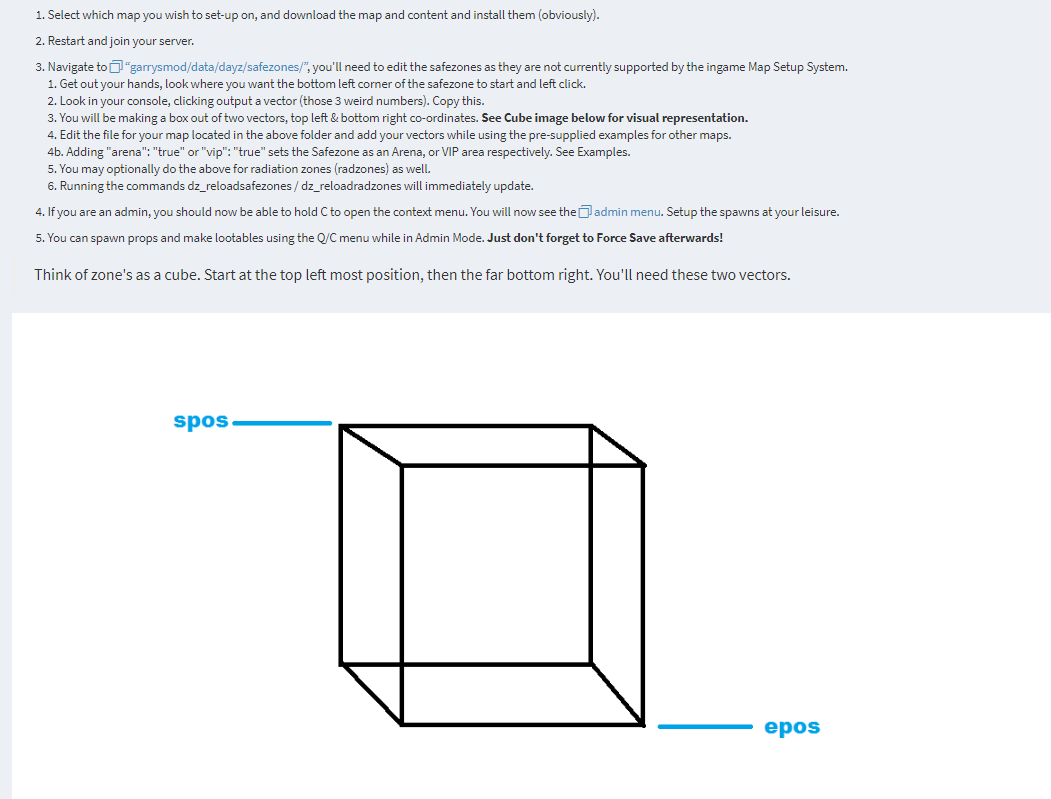 1. Select which map you wish to set-up on, and download the map and content and install them (obviously).
2. Restart and join your server.
3. Navigate to "garrysmod/data/dayz/safezones/", you'll need to edit the safezones as they are not currently supported by the ingame Map Setup System.
1. Get out your hands, look where you want the bottom left corner of the safezone to start and left click.
2. Look in your console, clicking output a vector (those 3 weird numbers). Copy this.
3. You will be making a box out of two vectors, top left & bottom right co-ordinates. See Cube image below for visual representation.
4. Edit the file for your map located in the above folder and add your vectors while using the pre-supplied examples for other maps.
4b. Adding "arena": "true" or "vip": "true" sets the Safezone as an Arena, or VIP area respectively. See Examples.
5. You may optionally do the above for radiation zones (radzones) as well.
6. Running the commands dz_reloadsafezones / dz_reloadradzones will immediately update.
4. If you are an admin, you should now be able to hold C to open the context menu. You will now see the admin menu. Setup the spawns at your leisure.
5. You can spawn props and make lootables using the Q/C menu while in Admin Mode. Just don't forget to Force Save afterwards!
Think of zone's as a cube. Start at the top left most position, then the far bottom right. You'll need these two vectors.
spos
epos